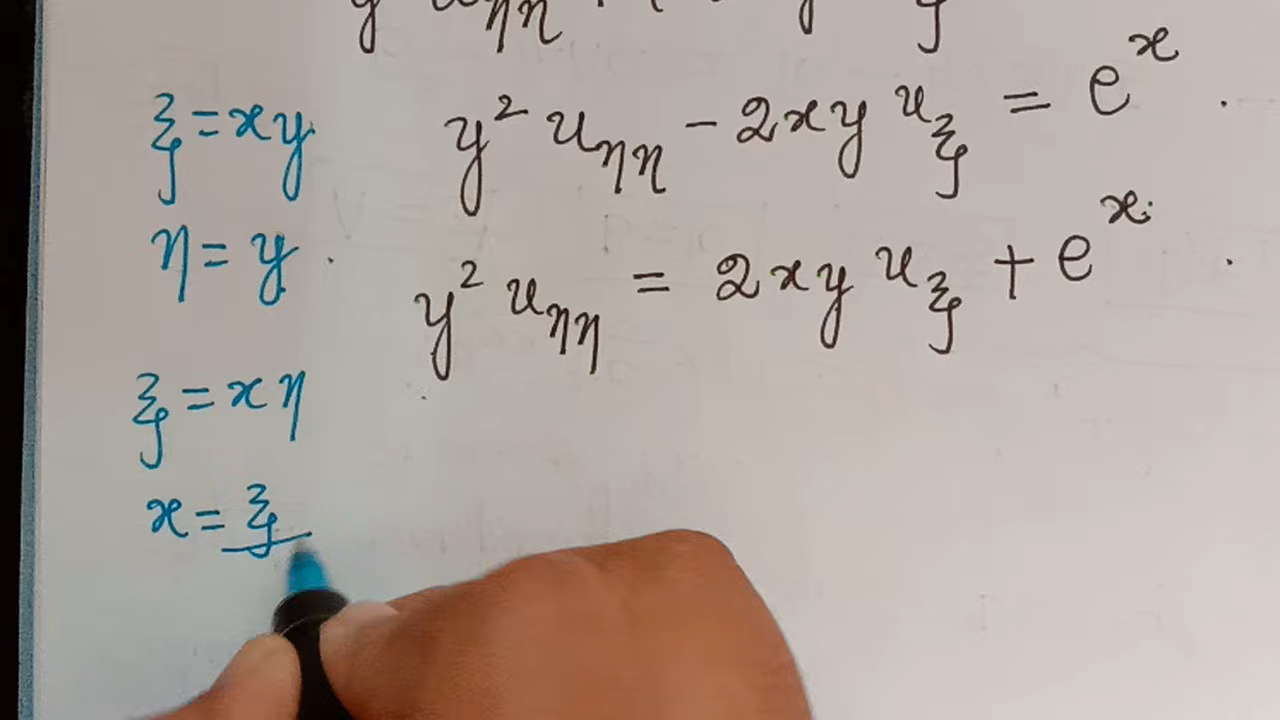 ξ = xy
y² u_ηη - 2xy u_ξ = e^x .
η = y .
y² u_ηη = 2xy u_ξ + e^x .
ξ = xη
x = ξ